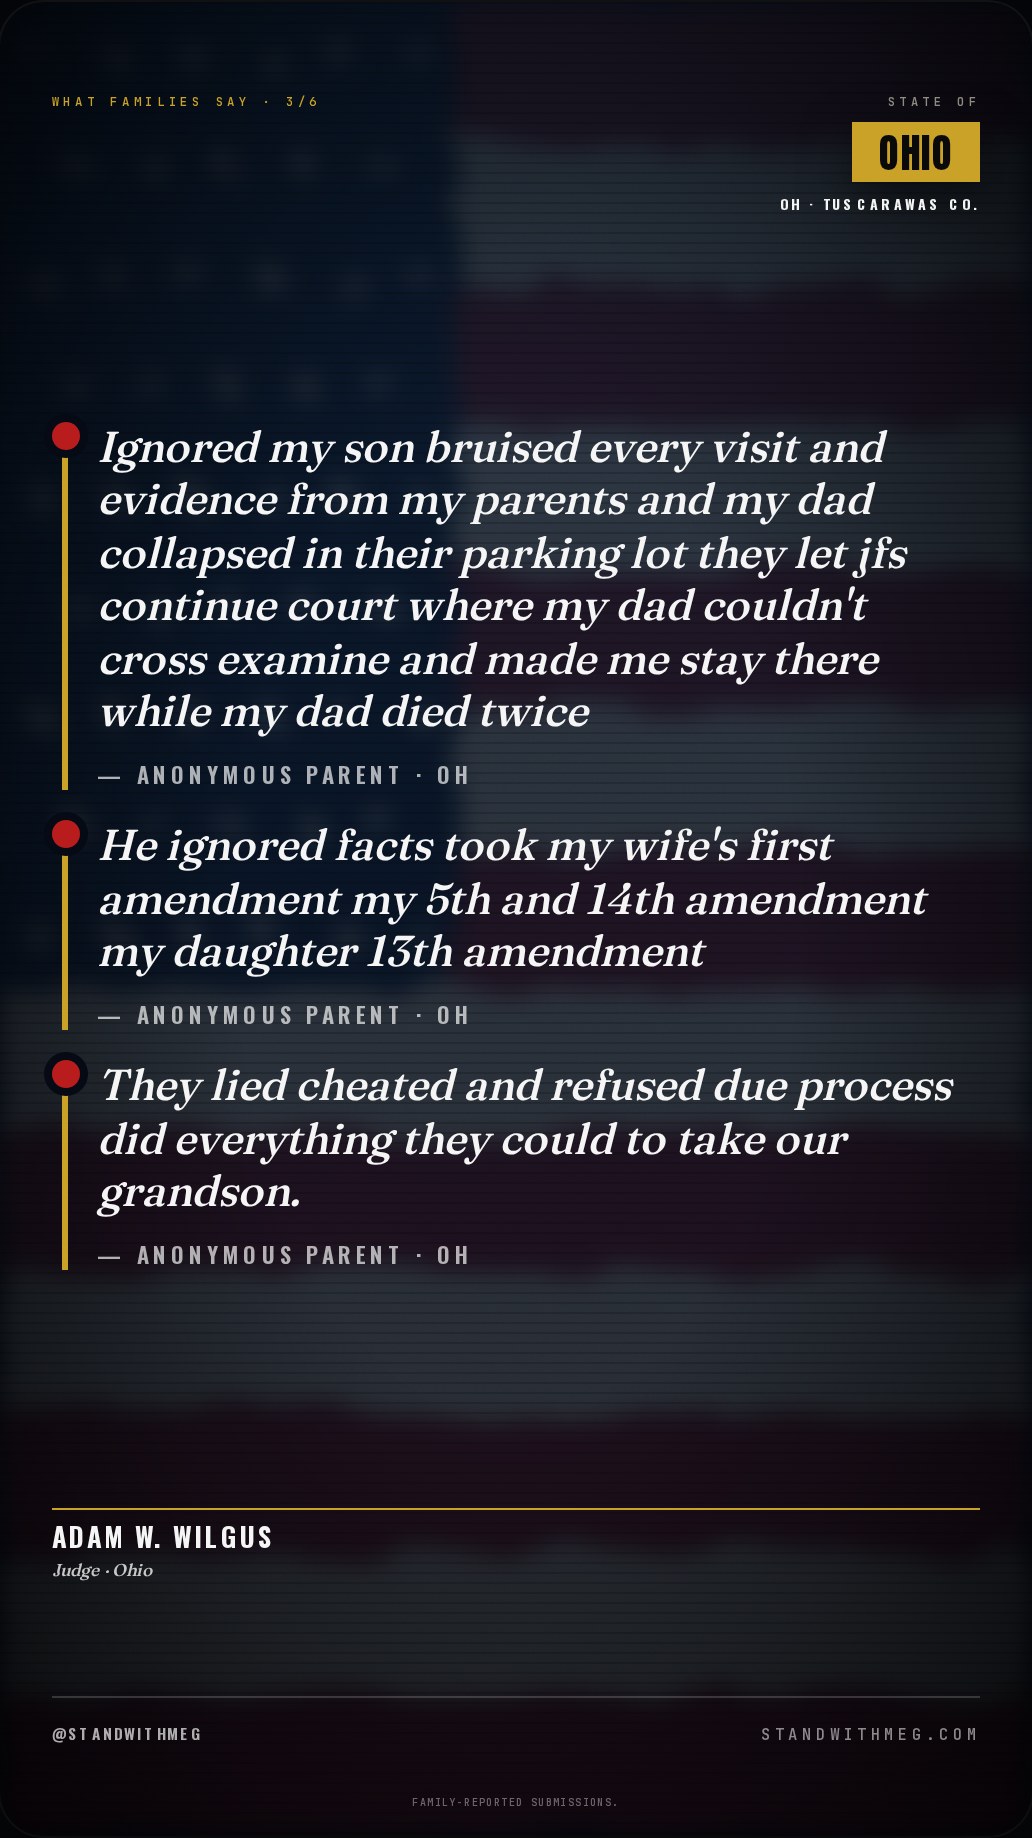 WHAT FAMILIES SAY · 3/6
STATE OF
OHIO
OH · TUSCARAWAS CO.
Ignored my son bruised every visit and
evidence from my parents and my dad
collapsed in their parking lot they let jfs
continue court where my dad couldn't
cross examine and made me stay there
while my dad died twice
— ANONYMOUS PARENT · OH
He ignored facts took my wife's first
amendment my 5th and 14th amendment
my daughter 13th amendment
— ANONYMOUS PARENT · OH
They lied cheated and refused due process
did everything they could to take our
grandson.
— ANONYMOUS PARENT · OH
ADAM W. WILGUS
Judge · Ohio
@STANDWITHMEG
STANDWITHMEG.COM
FAMILY-REPORTED SUBMISSIONS.